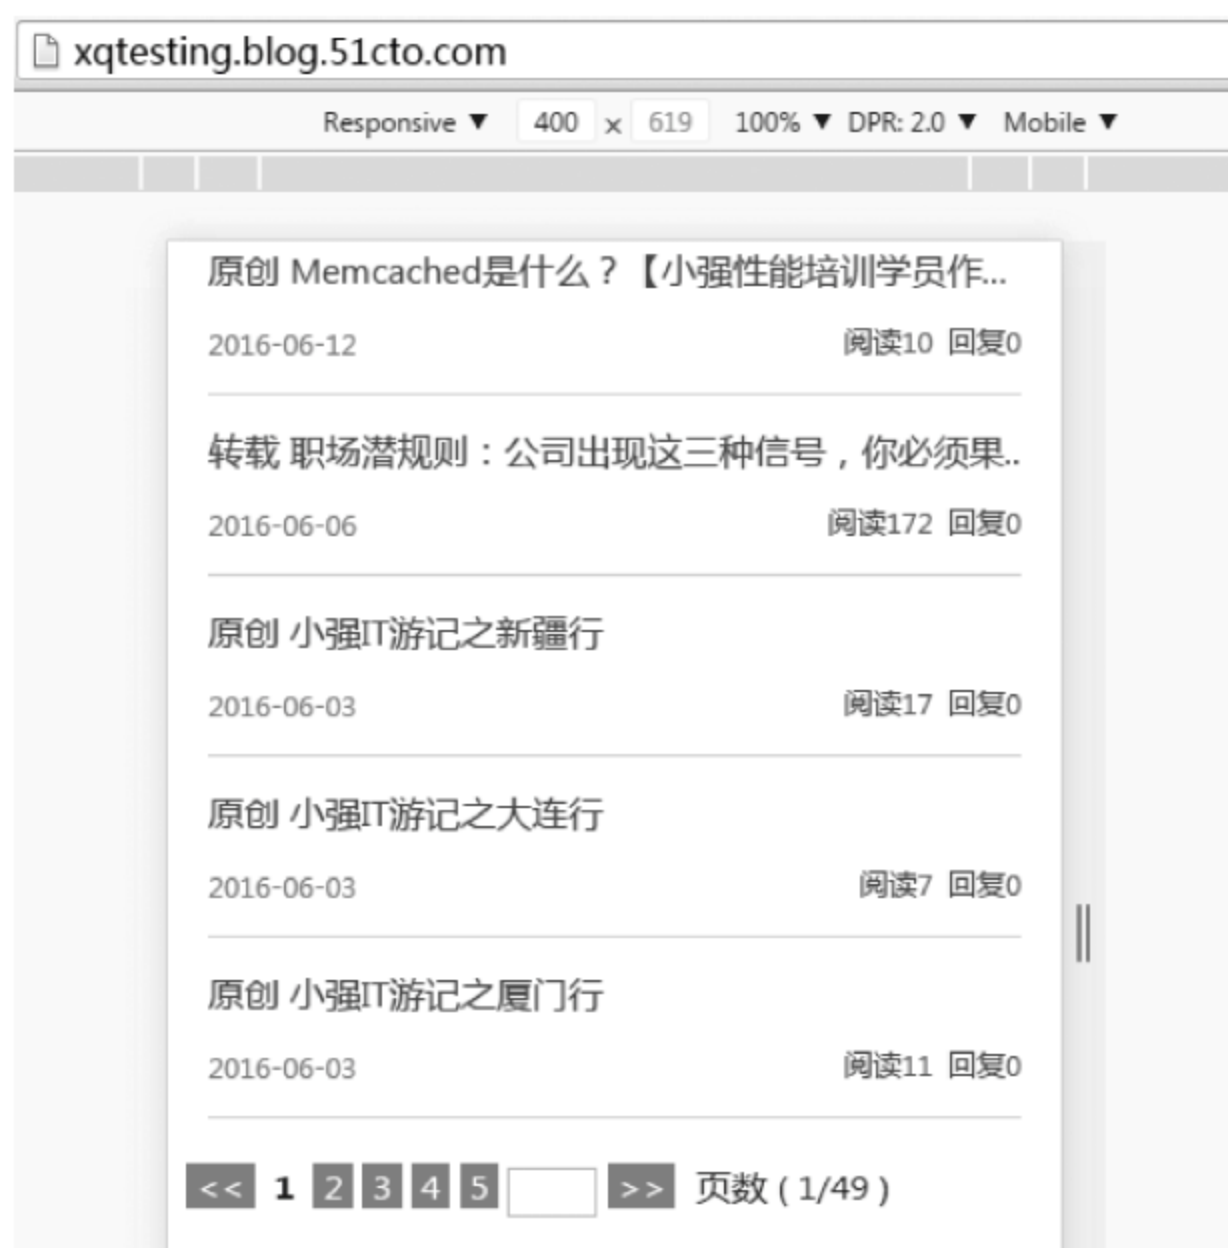 xqtesting.blog.51cto.com
Responsive ▼ 400 x 619 100% ▼ DPR: 2.0 ▼ Mobile ▼
原创 Memcached是什么？【小强性能培训学员作...
2016-06-12 阅读10 回复0
转载 职场潜规则：公司出现这三种信号，你必须果..
2016-06-06 阅读172 回复0
原创 小强IT游记之新疆行
2016-06-03 阅读17 回复0
原创 小强IT游记之大连行
2016-06-03 阅读7 回复0
原创 小强IT游记之厦门行
2016-06-03 阅读11 回复0
<< 1 2 3 4 5 >> 页数 ( 1/49 )